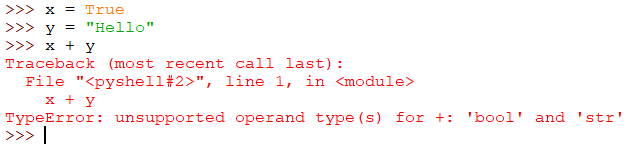 >>> x = True
>>> y = "Hello"
>>> x + y
Traceback (most recent call last):
  File "<pyshell#2>", line 1, in <module>
    x + y
TypeError: unsupported operand type(s) for +: 'bool' and 'str'
>>>